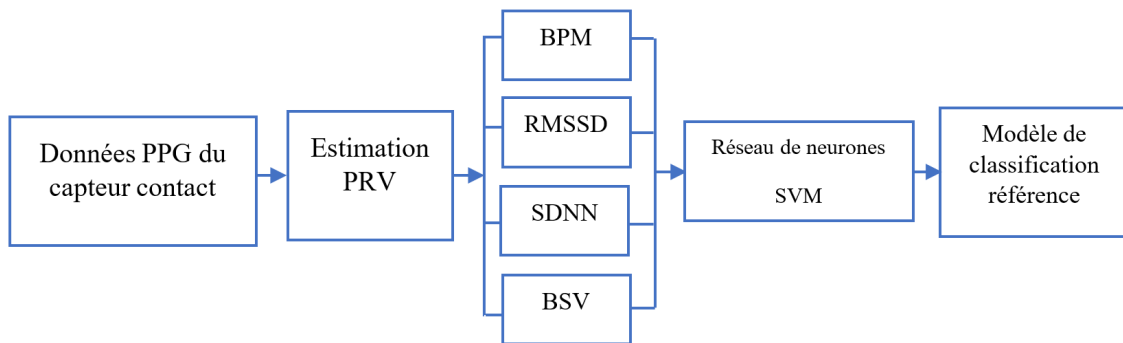 Données PPG du
capteur contact
Estimation
PRV
BPM
RMSSD
SDNN
BSV
Réseau de neurones
SVM
Modèle de
classification
référence